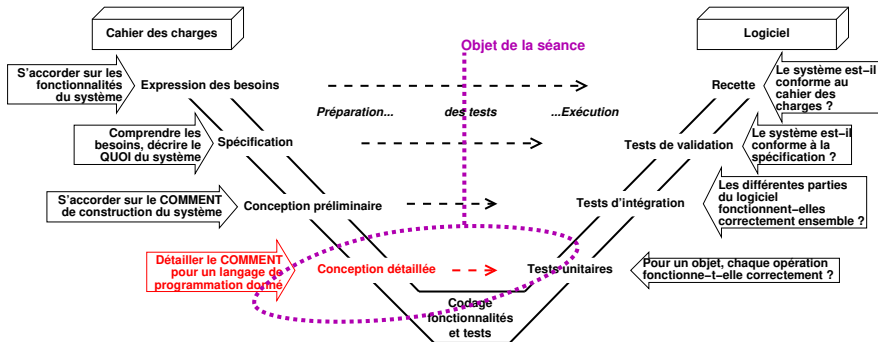 Cahier des charges
Logiciel
Objet de la séance
S'accorder sur les
fonctionnalités
du système
Expression des besoins
Recette
Le système est−il
conforme au
cahier des
charges ?
Préparation...
des tests
...Exécution
Comprendre les
besoins, décrire le
QUOI du système
Spécification
Tests de validation
Le système est−il
conforme à la
spécification ?
S'accorder sur le COMMENT
de construction du système
Conception préliminaire
Tests d'intégration
Les différentes parties
du logiciel
fonctionnent−elles
correctement ensemble ?
Détailler le COMMENT
pour un langage de
programmation donné
Conception détaillée
Tests unitaires
Pour un objet, chaque opération
fonctionne−t−elle correctement ?
Codage
fonctionnalités
et tests